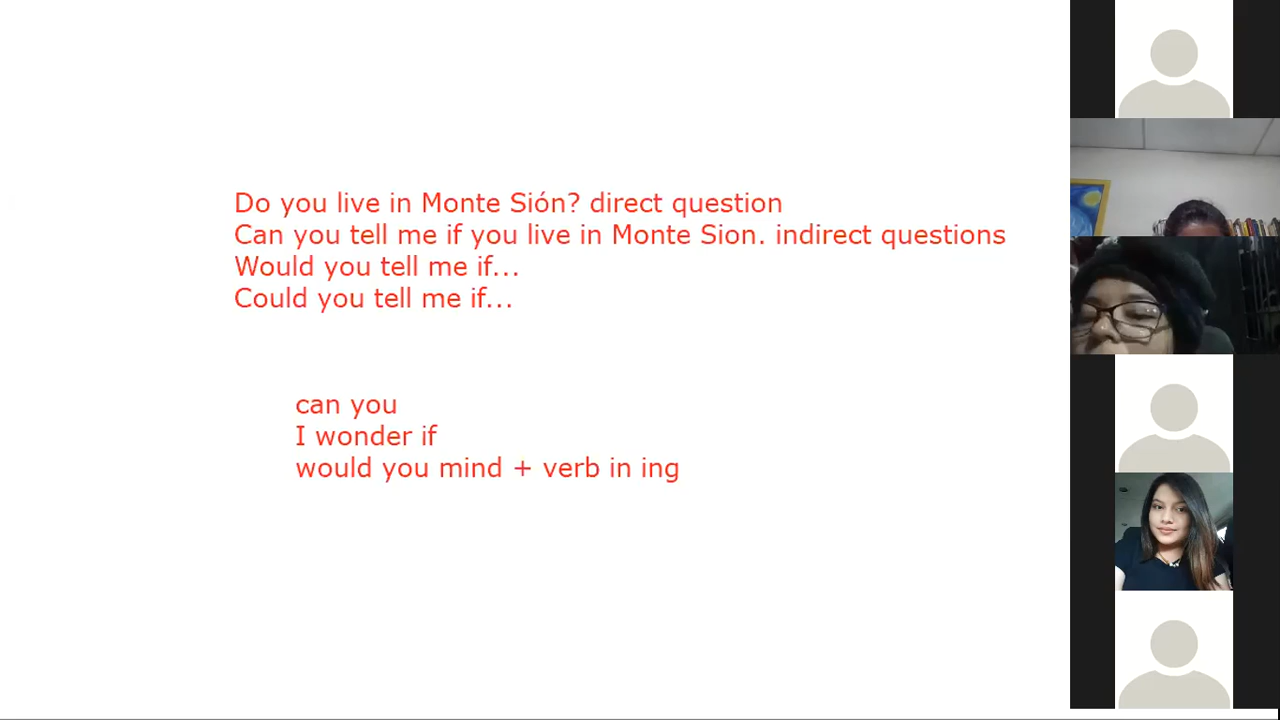 Do you live in Monte Sión? direct question
Can you tell me if you live in Monte Sion. indirect questions
Would you tell me if...
Could you tell me if...
can you
I wonder if
would you mind + verb in ing